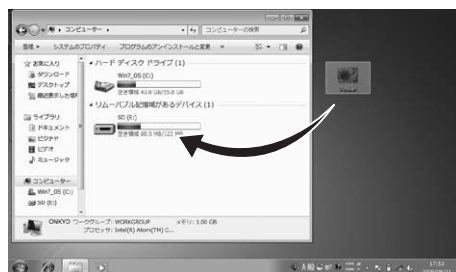 コンピューター
コンピューターの検索
整理 システムのプロパティ プログラムのアンインストールと変更 »
お気に入り
ダウンロード
デスクトップ
最近表示した場所
ライブラリ
ドキュメント
ピクチャ
ビデオ
ミュージック
コンピューター
Win7_OS (C:)
SD (E:)
ハード ディスク ドライブ (1)
Win7_OS (C:)
空き領域 43.6 GB/55.8 GB
リムーバブル記憶域があるデバイス (1)
SD (E:)
空き領域 86.5 MB/122 MB
ONKYO ワークグループ: WORKGROUP メモリ: 1.00 GB
プロセッサ: Intel(R) Atom(TM) C...
17:53